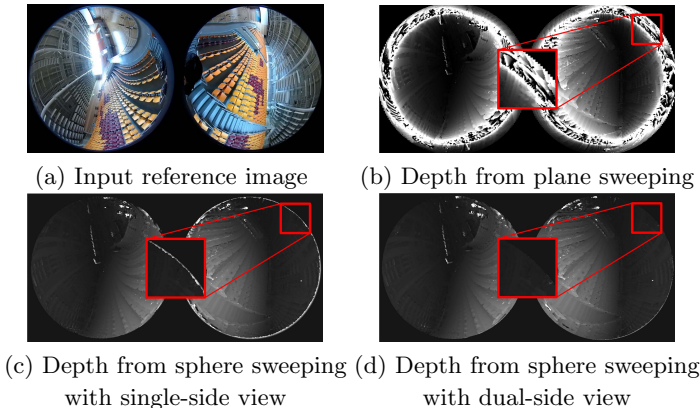 (a) Input reference image
(b) Depth from plane sweeping
(c) Depth from sphere sweeping
with single-side view
(d) Depth from sphere sweeping
with dual-side view